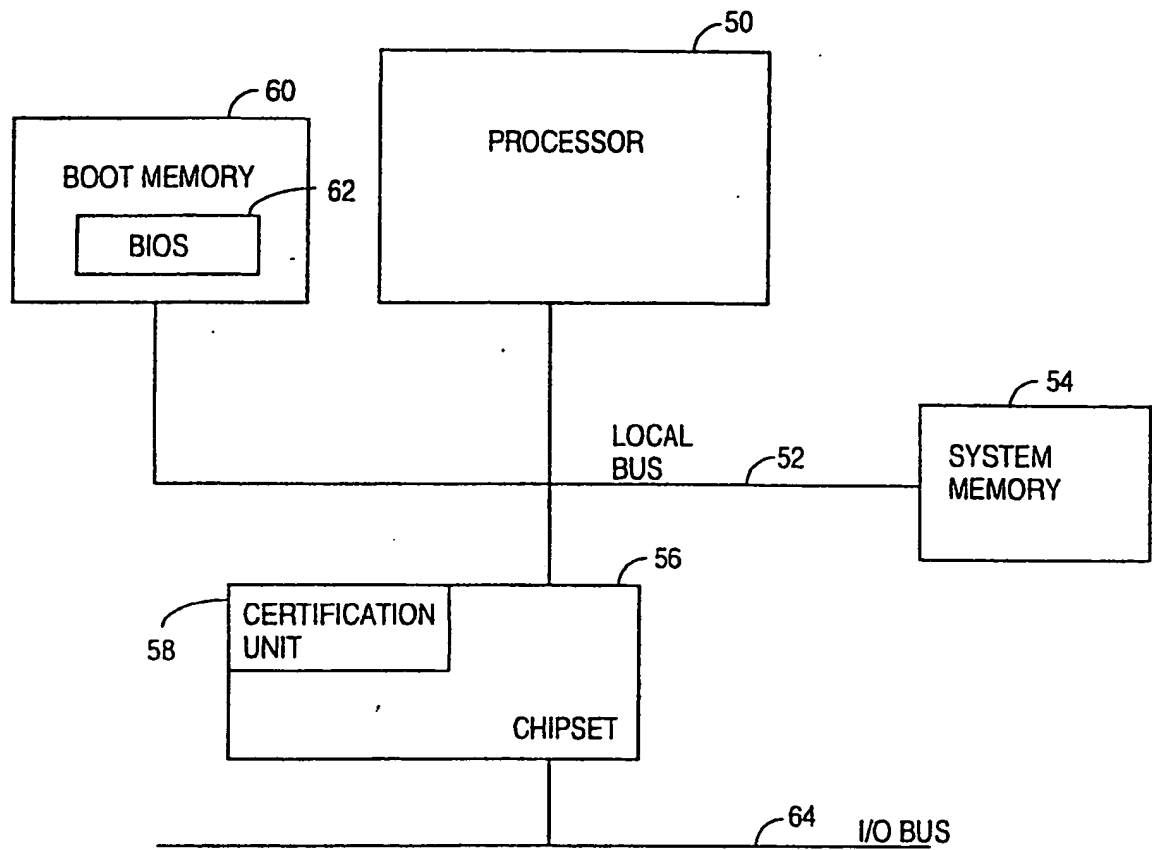 50
60
PROCESSOR
BOOT MEMORY
62
BIOS
54
LOCAL
BUS
52
SYSTEM
MEMORY
56
CERTIFICATION
UNIT
58
CHIPSET
64
I/O BUS